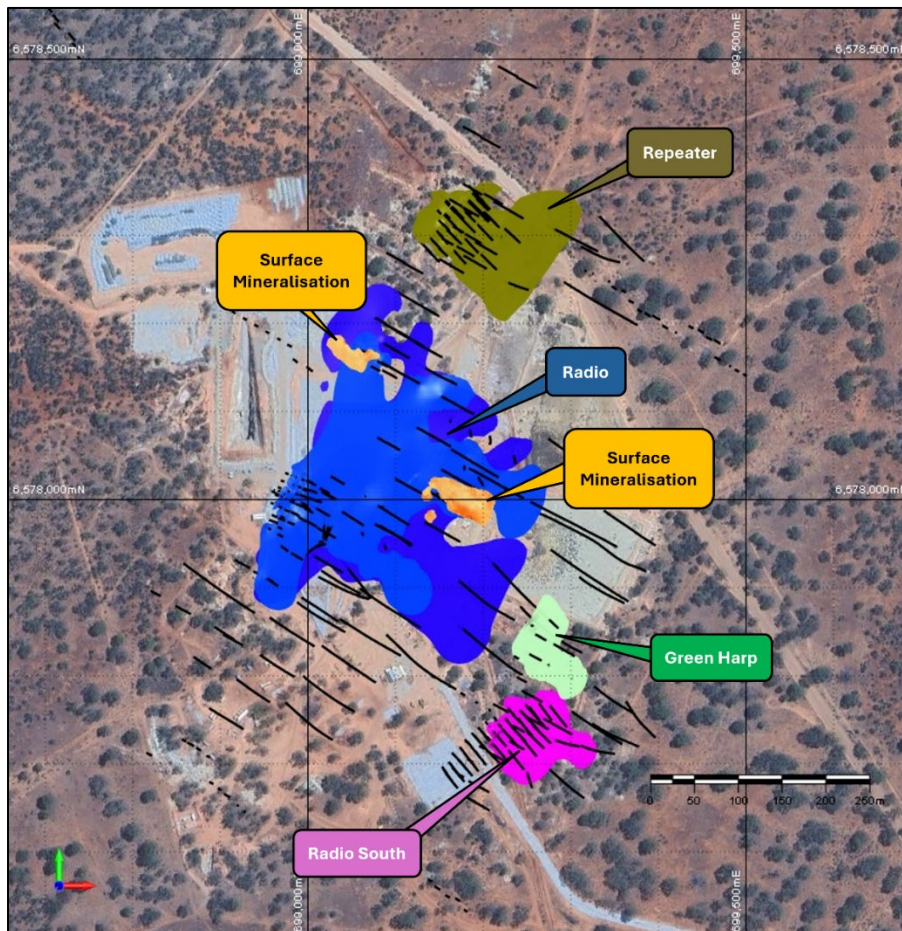 6,578,500mN
699,000mE
699,500mE
6,578,500mN
Repeater
Surface
Mineralisation
Radio
Surface
Mineralisation
6,578,000mN
6,578,000mN
Green Harp
0 50 100 150 200 250m
Radio South
699,000mE
699,500mE